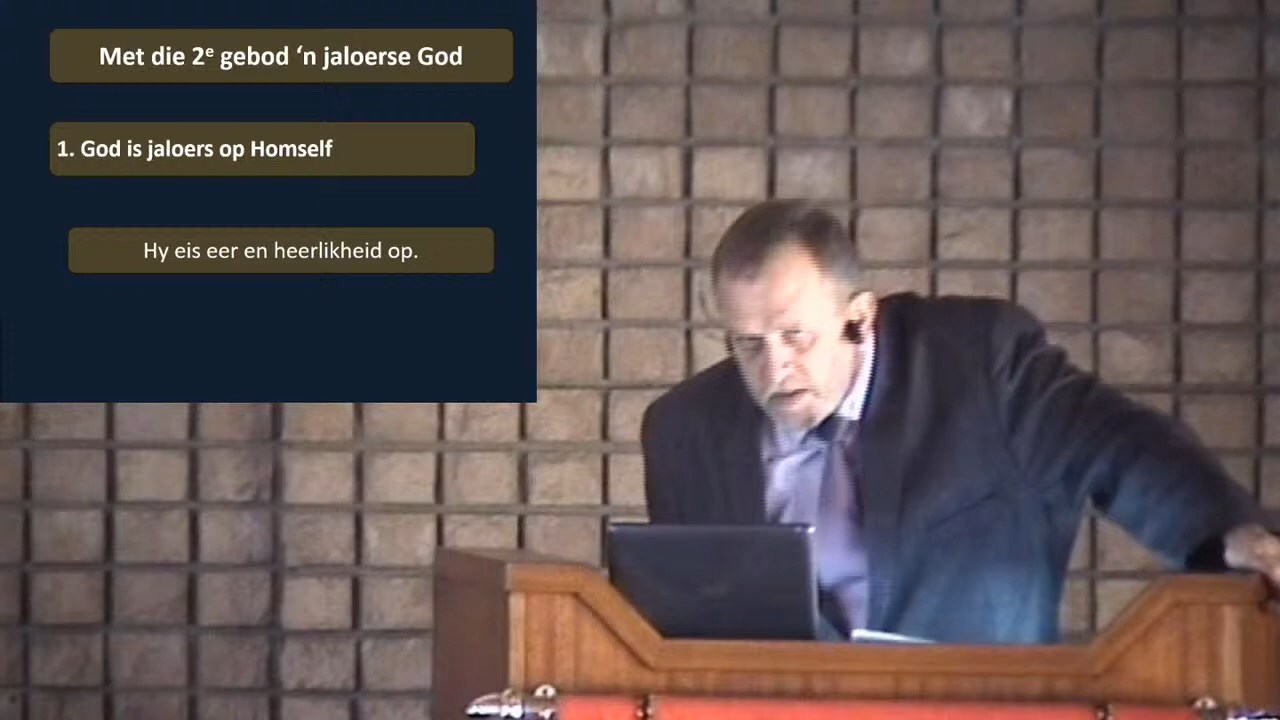 Met die 2ᵉ gebod ‘n jaloerse God
1. God is jaloers op Homself
Hy eis eer en heerlikheid op.